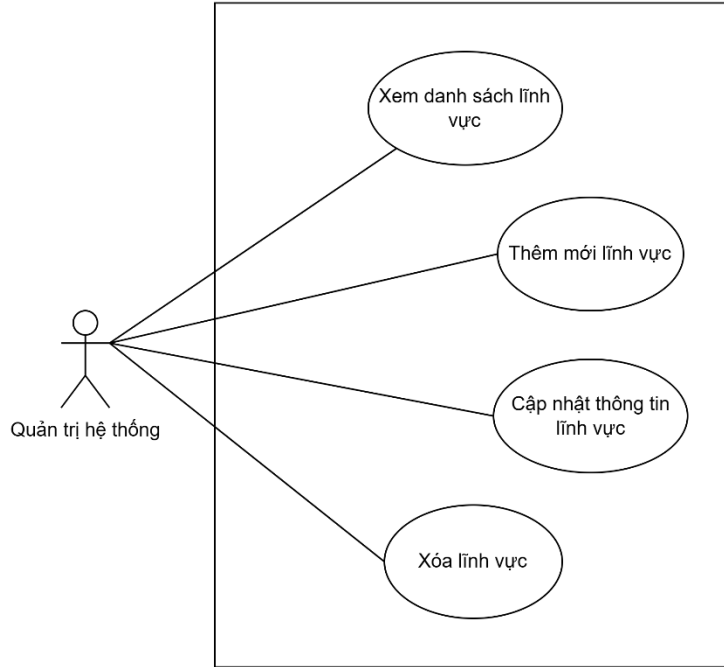 Xem danh sách lĩnh
vực
Thêm mới lĩnh vực
Cập nhật thông tin
lĩnh vực
Quản trị hệ thống
Xóa lĩnh vực